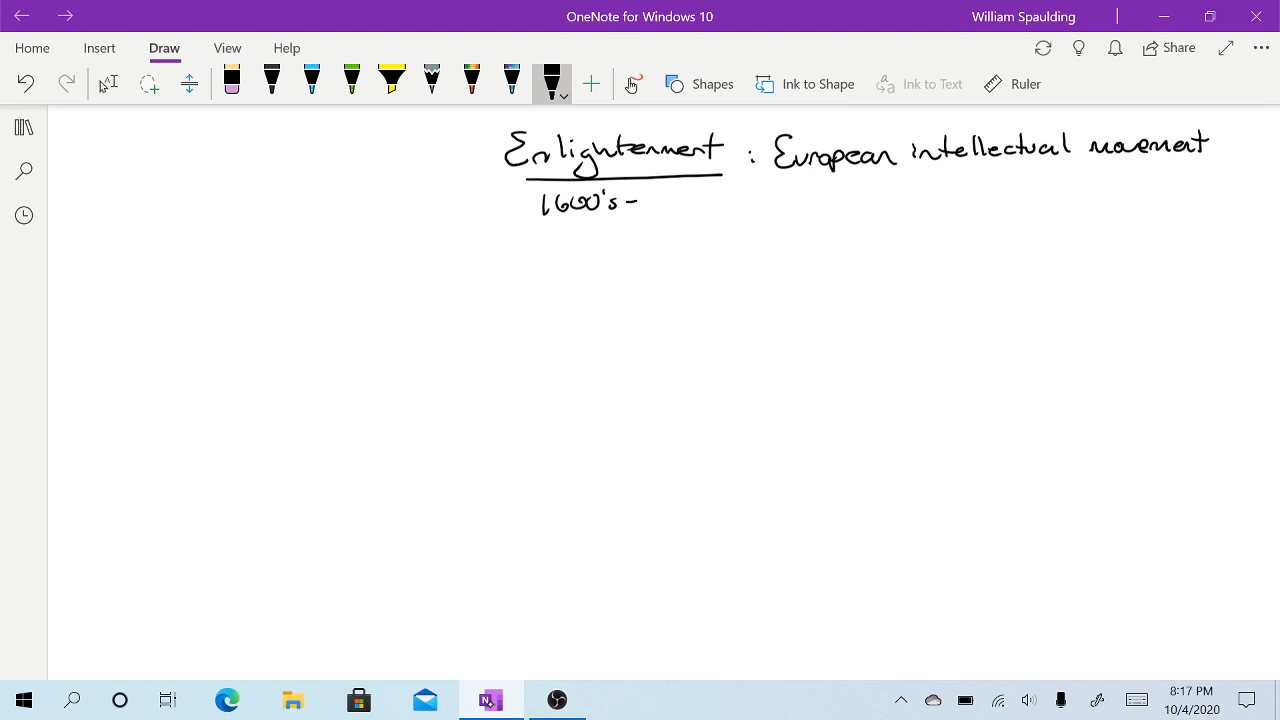 OneNote for Windows 10
William Spaulding
Home Insert Draw View Help
Share
Shapes Ink to Shape Ink to Text Ruler
Enlightenment : European intellectual movement
1600's -
8:17 PM
10/4/2020